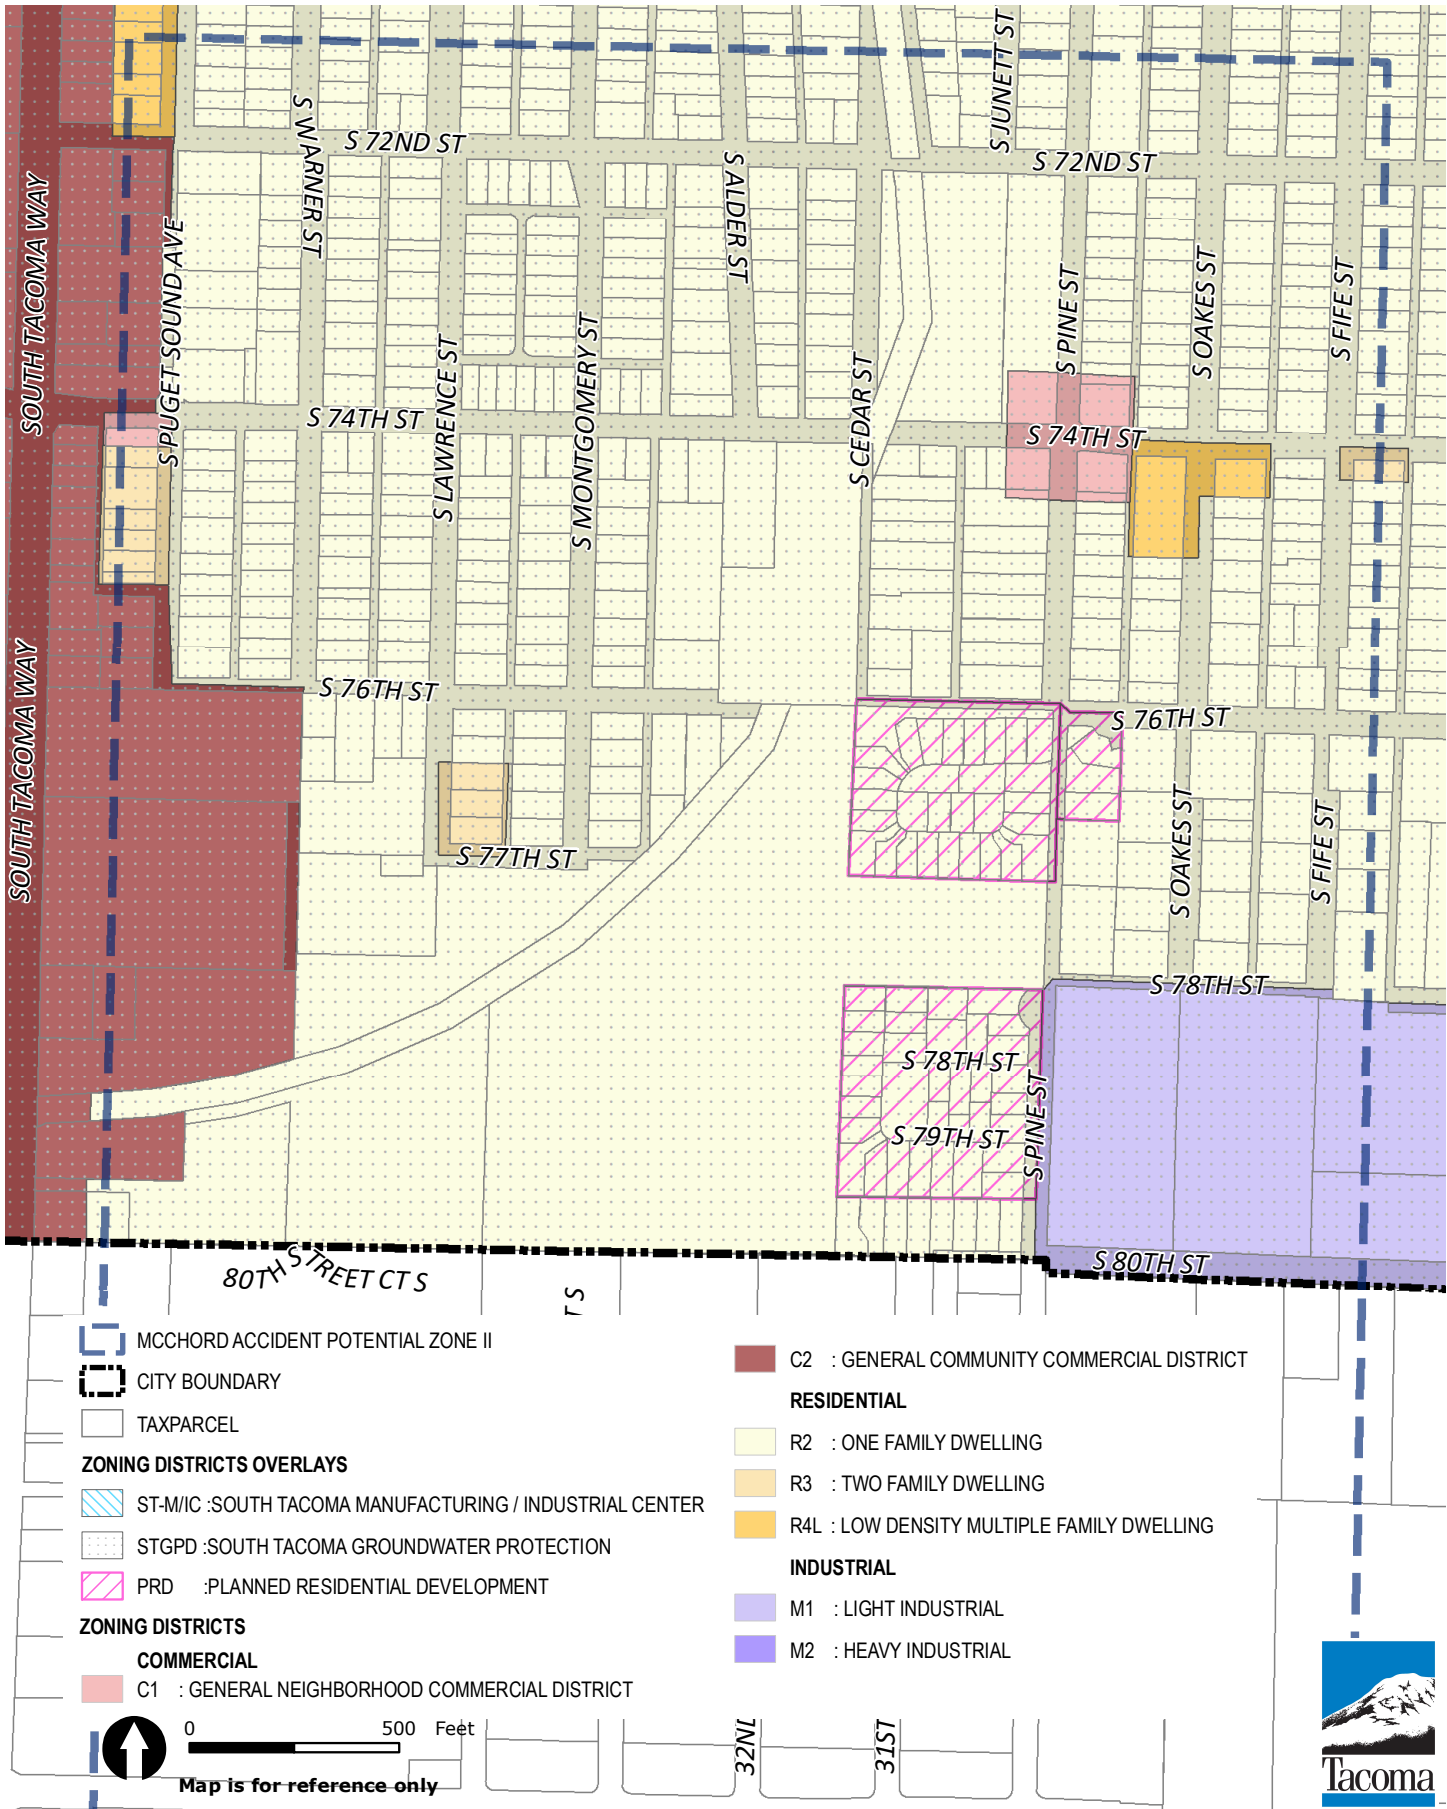 S JUNETT ST
S WARNER ST
S 72ND ST
S 72ND ST
S ALDER ST
SOUTH TACOMA WAY
S PUGET SOUND AVE
S PINE ST
S OAKES ST
S FIFE ST
S LAWRENCE ST
S MONTGOMERY ST
S CEDAR ST
S 74TH ST
S 74TH ST
SOUTH TACOMA WAY
S 76TH ST
S 76TH ST
S OAKES ST
S FIFE ST
S 77TH ST
S 78TH ST
S 78TH ST
S PINE ST
S 79TH ST
S 80TH ST
80TH STREET CT S
T S
MCCHORD ACCIDENT POTENTIAL ZONE II
CITY BOUNDARY
TAXPARCEL
ZONING DISTRICTS OVERLAYS
ST-M/IC :SOUTH TACOMA MANUFACTURING / INDUSTRIAL CENTER
STGPD :SOUTH TACOMA GROUNDWATER PROTECTION
PRD :PLANNED RESIDENTIAL DEVELOPMENT
ZONING DISTRICTS
COMMERCIAL
C1 : GENERAL NEIGHBORHOOD COMMERCIAL DISTRICT
C2 : GENERAL COMMUNITY COMMERCIAL DISTRICT
RESIDENTIAL
R2 : ONE FAMILY DWELLING
R3 : TWO FAMILY DWELLING
R4L : LOW DENSITY MULTIPLE FAMILY DWELLING
INDUSTRIAL
M1 : LIGHT INDUSTRIAL
M2 : HEAVY INDUSTRIAL
0 500 Feet
Map is for reference only
31ST
Tacoma